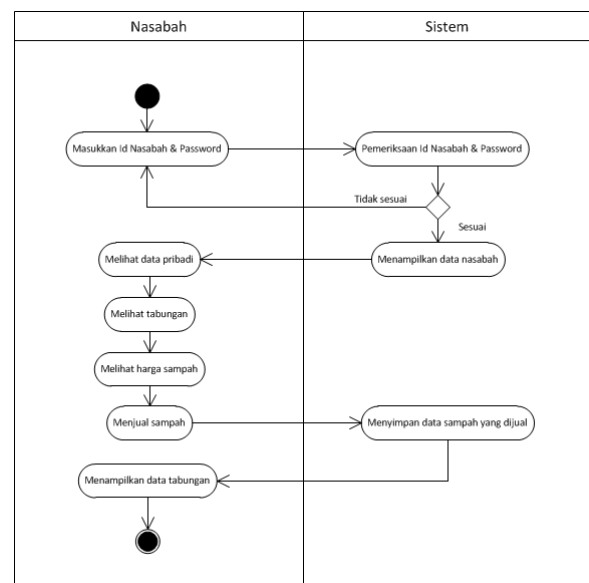 Nasabah
Sistem
Masukkan Id Nasabah & Password
Pemeriksaan Id Nasabah & Password
Tidak sesuai
Sesuai
Melihat data pribadi
Menampilkan data nasabah
Melihat tabungan
Melihat harga sampah
Menjual sampah
Menyimpan data sampah yang dijual
Menampilkan data tabungan